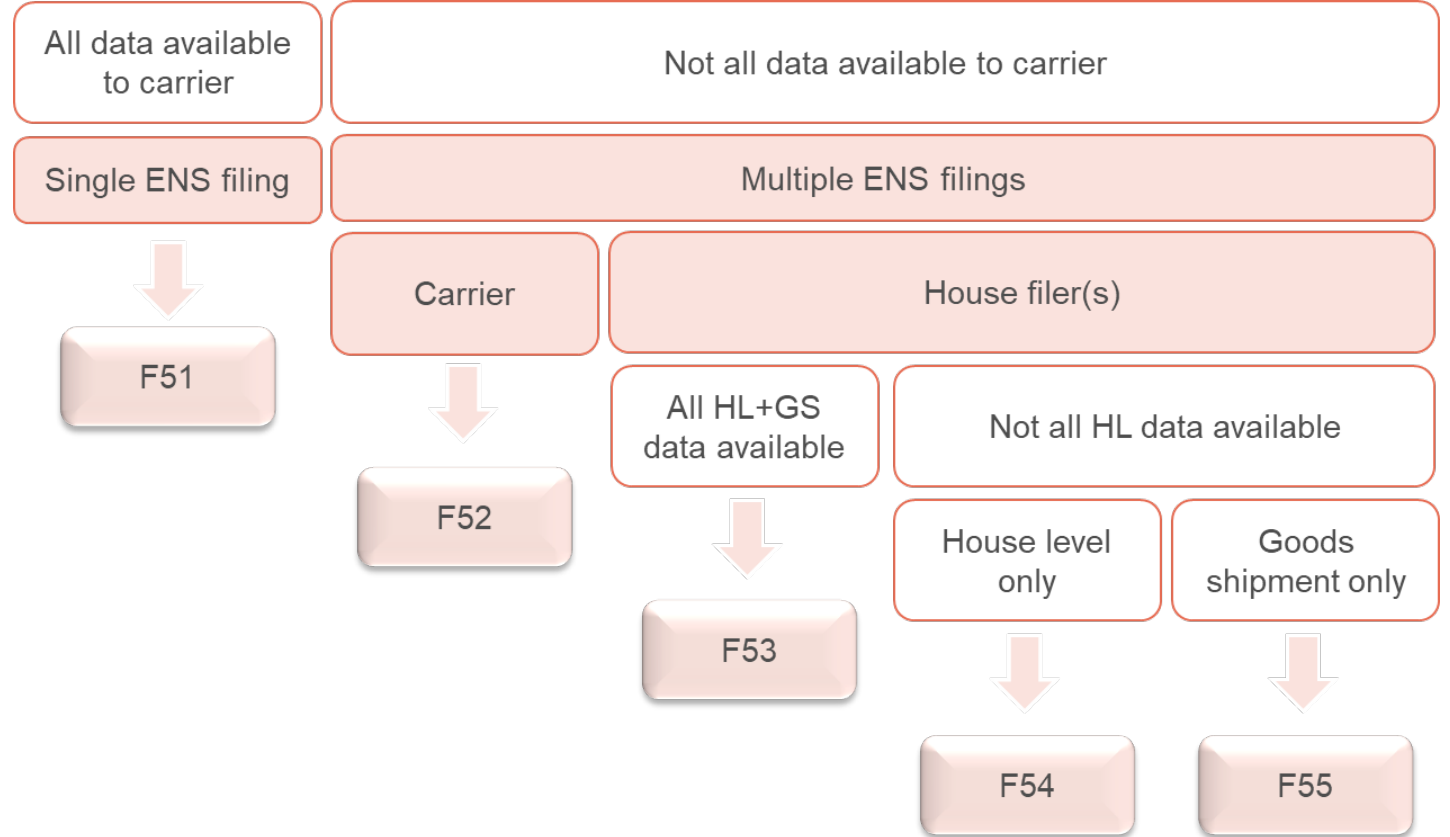 All data available
to carrier
Not all data available to carrier
Single ENS filing
Multiple ENS filings
Carrier
House filer(s)
F51
All HL+GS
data available
Not all HL data available
F52
House level
only
Goods
shipment only
F53
F54
F55